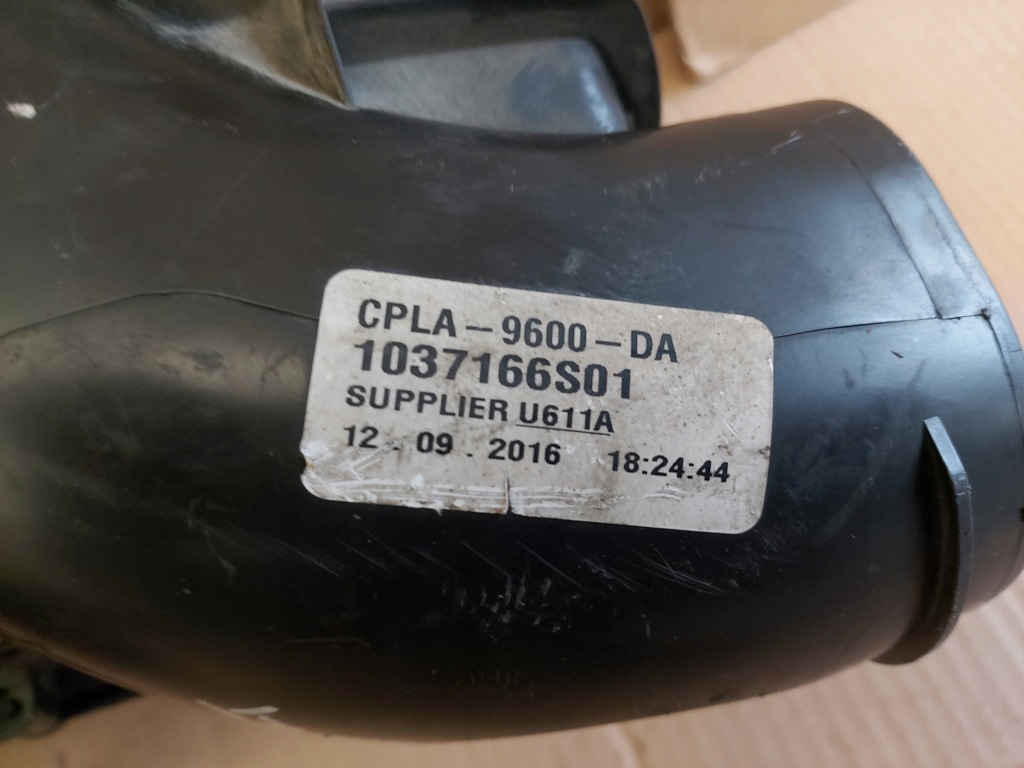 CPLA-9600-DA
1037166S01
SUPPLIER U611A
12.09.2016 18:24:44